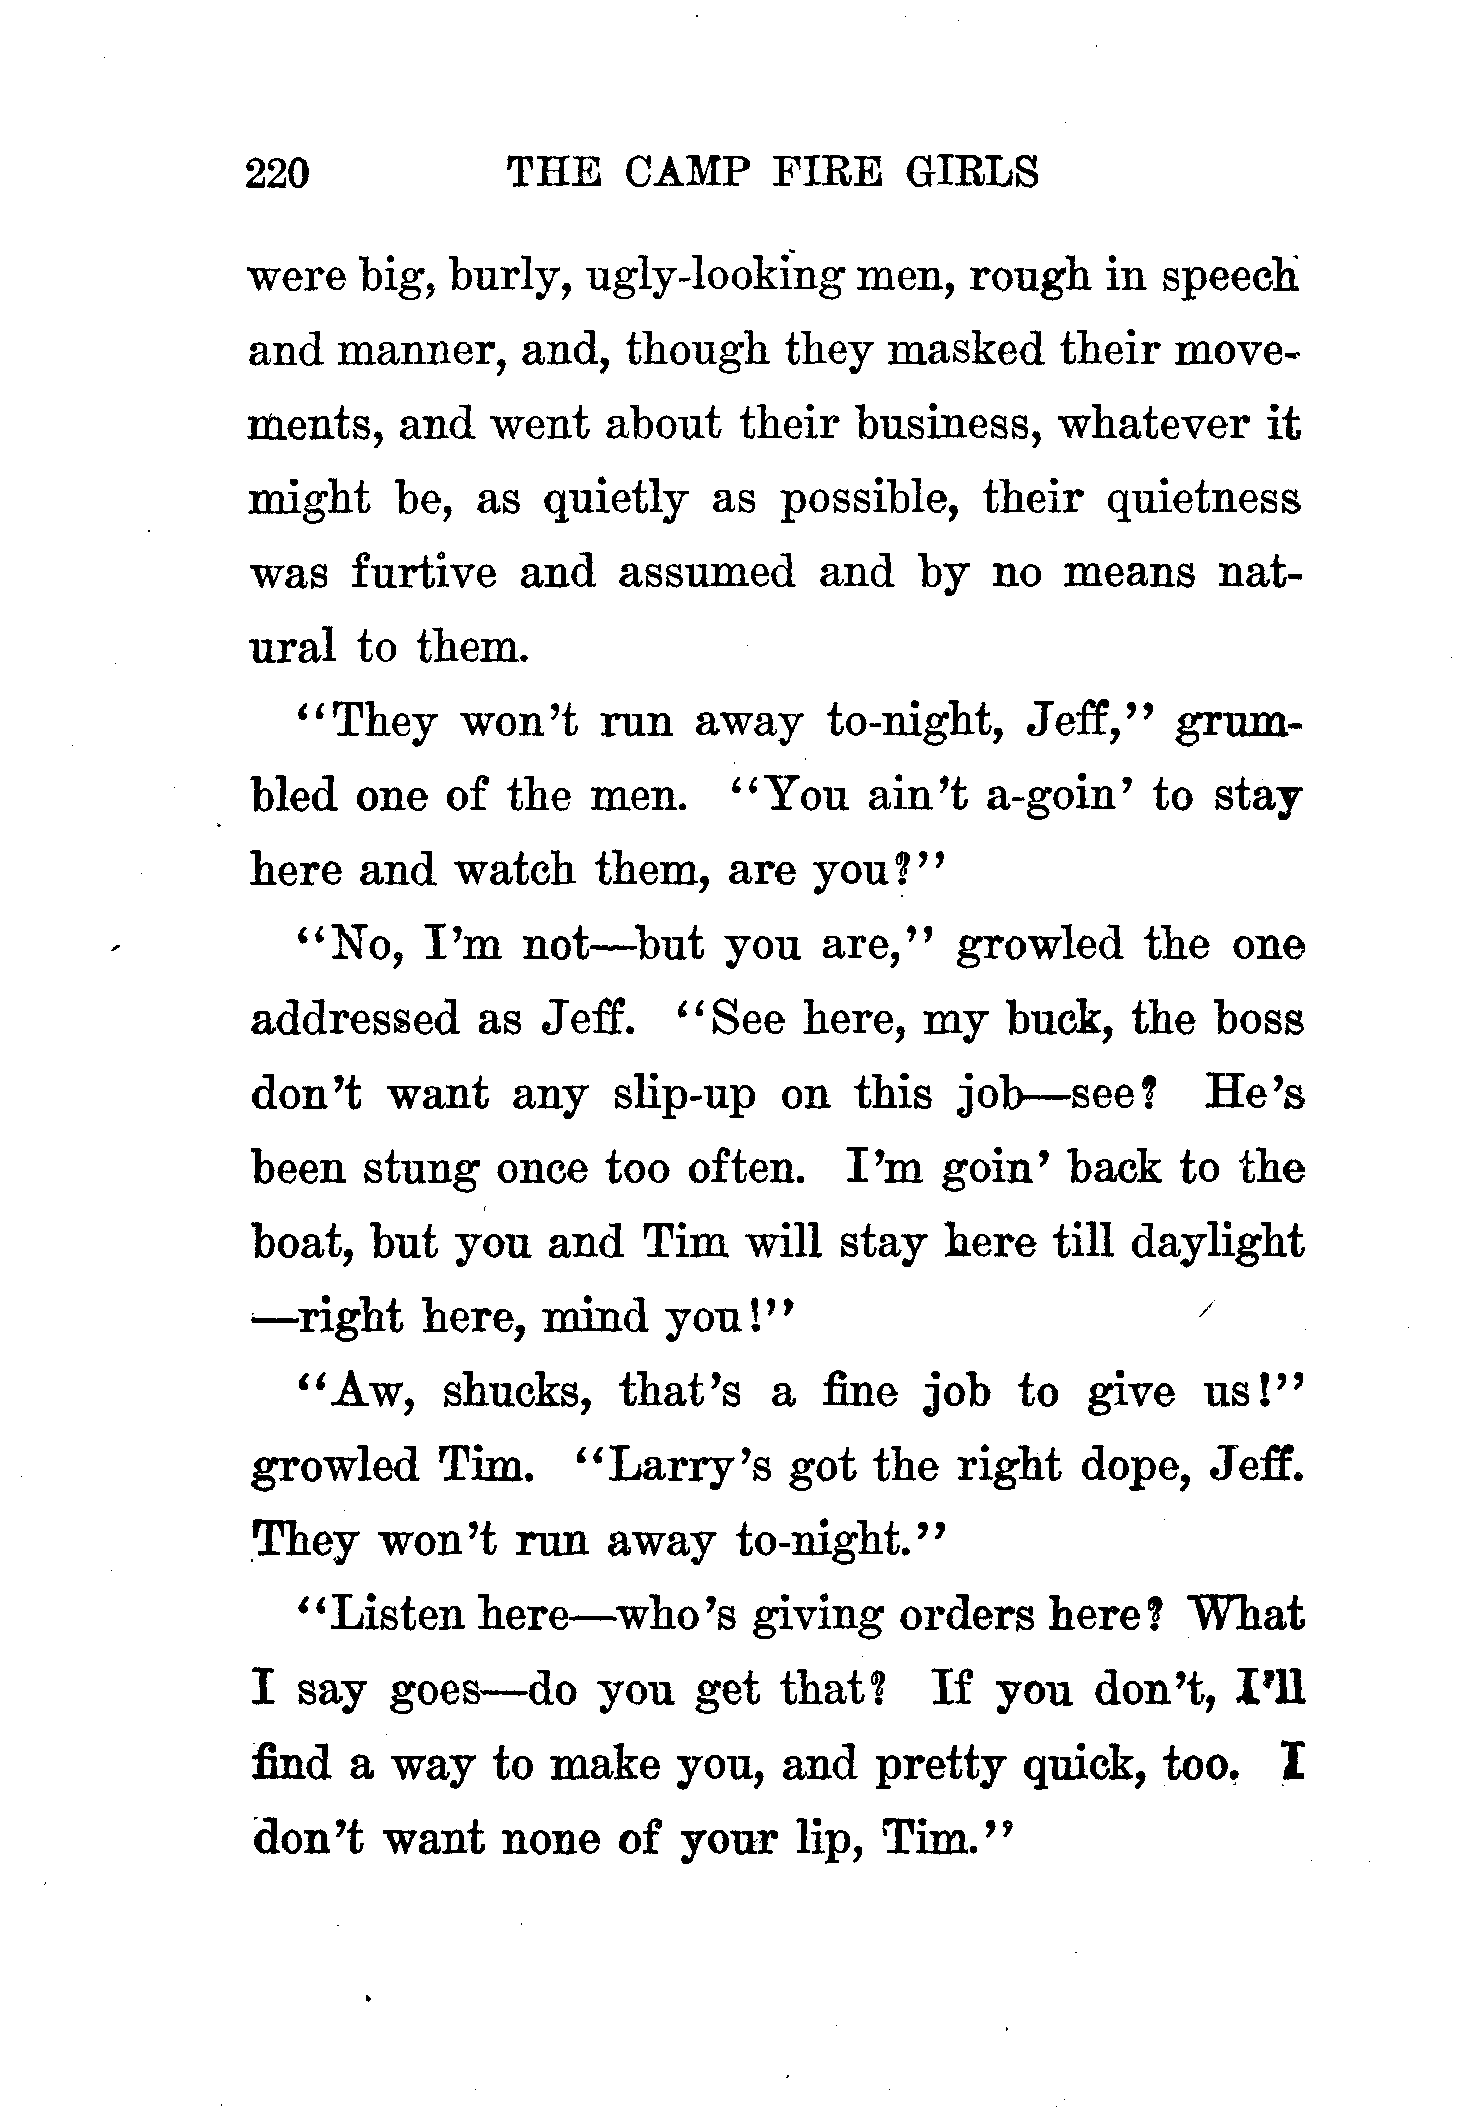 220 THE CAMP FIRE GIRLS
were big, burly, ugly-looking men, rough in speech
and manner, and, though they masked their move-
ments, and went about their business, whatever it
might be, as quietly as possible, their quietness
was furtive and assumed and by no means nat-
ural to them.
"They won't run away to-night, Jeff," grum-
bled one of the men. "You ain't a-goin' to stay
here and watch them, are you?"
"No, I'm not—but you are," growled the one
addressed as Jeff. "See here, my buck, the boss
don't want any slip-up on this job—see? He's
been stung once too often. I'm goin' back to the
boat, but you and Tim will stay here till daylight
—right here, mind you!"
"Aw, shucks, that's a fine job to give us!"
growled Tim. "Larry's got the right dope, Jeff.
They won't run away to-night."
"Listen here—who's giving orders here? What
I say goes—do you get that? If you don't, I'll
find a way to make you, and pretty quick, too. I
don't want none of your lip, Tim."